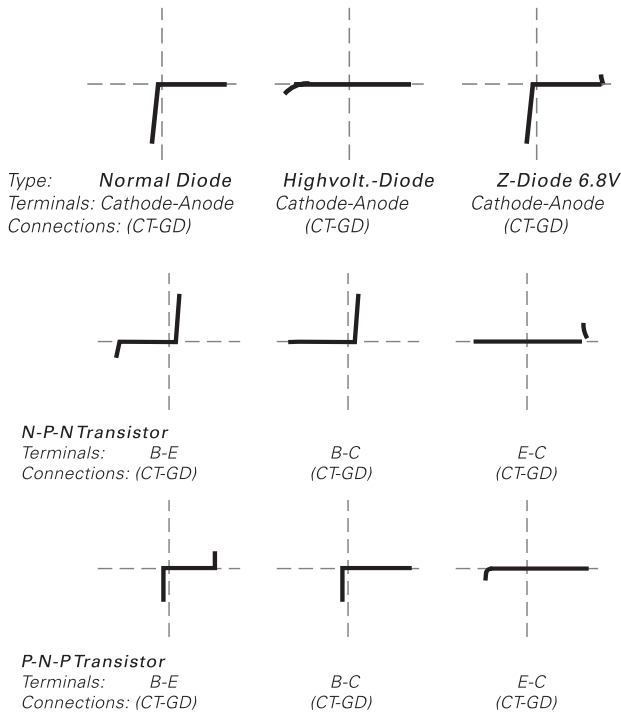 Type: Normal Diode Highvolt.-Diode Z-Diode 6.8V
Terminals: Cathode-Anode Cathode-Anode Cathode-Anode
Connections: (CT-GD) (CT-GD) (CT-GD)
N-P-N Transistor
Terminals: B-E B-C E-C
Connections: (CT-GD) (CT-GD) (CT-GD)
P-N-P Transistor
Terminals: B-E B-C E-C
Connections: (CT-GD) (CT-GD) (CT-GD)